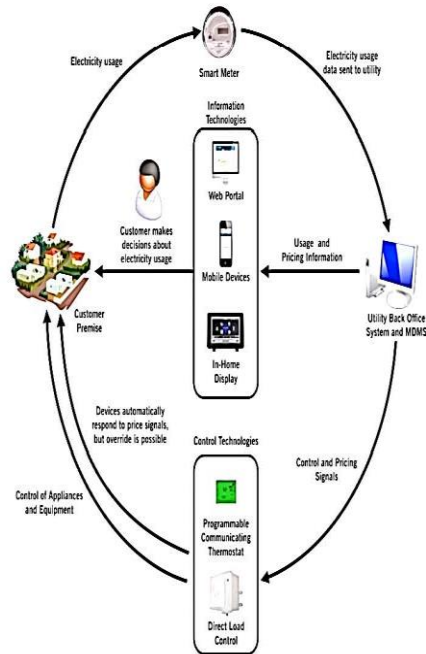 Electricity usage
Smart Meter
Electricity usage
data sent to utility
Information
Technologies
Web Portal
Customer makes
decisions about
electricity usage
Mobile Devices
Usage and
Pricing Information
Customer
Premise
Utility Back Office
System and MDMS
In-Home
Display
Devices automatically
respond to price signals,
but override is possible
Control Technologies
Control of Appliances
and Equipment
Programmable
Communicating
Thermostat
Control and Pricing
Signals
Direct Load
Control